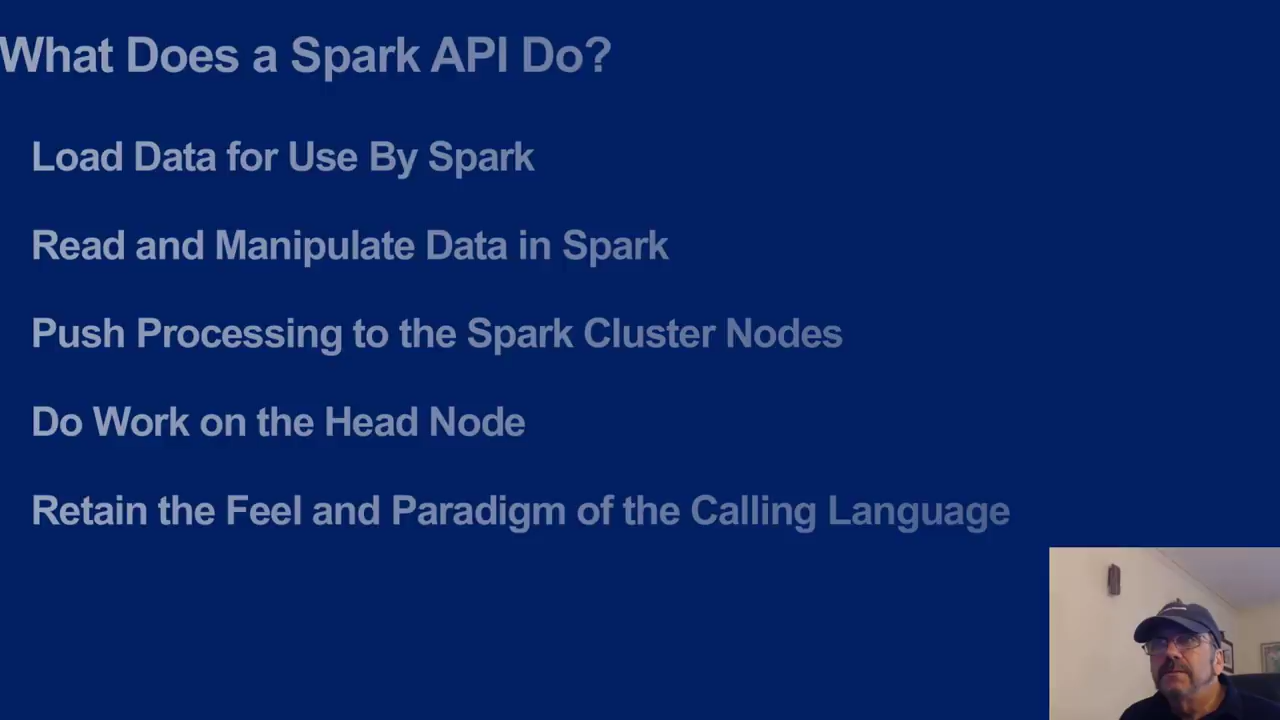 What Does a Spark API Do?
Load Data for Use By Spark
Read and Manipulate Data in Spark
Push Processing to the Spark Cluster Nodes
Do Work on the Head Node
Retain the Feel and Paradigm of the Calling Language